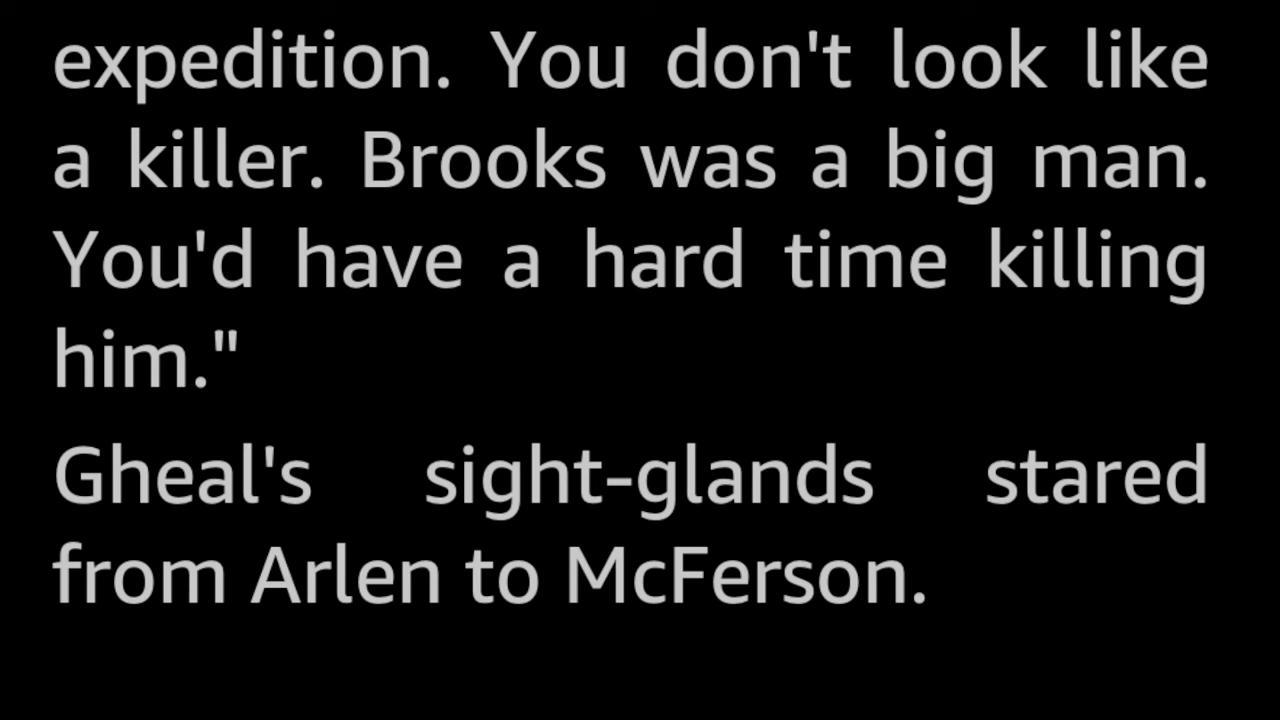 expedition. You don't look like
a killer. Brooks was a big man.
You'd have a hard time killing
him."
Gheal's sight-glands stared
from Arlen to McFerson.